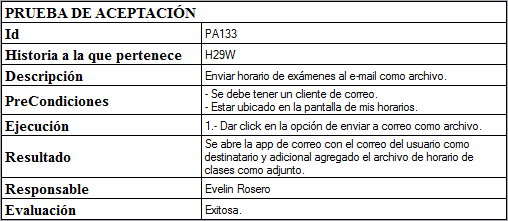 PRUEBA DE ACEPTACIÓN
Id PA133
Historia a la que pertenece H29W
Descripción Enviar horario de exámenes al e-mail como archivo.
PreCondiciones - Se debe tener un cliente de correo.
- Estar ubicado en la pantalla de mis horarios.
Ejecución 1.- Dar click en la opción de enviar a correo como archivo.
Resultado Se abre la app de correo con el correo del usuario como
destinatario y adicional agregado el archivo de horario de
clases como adjunto.
Responsable Evelin Rosero
Evaluación Exitosa.